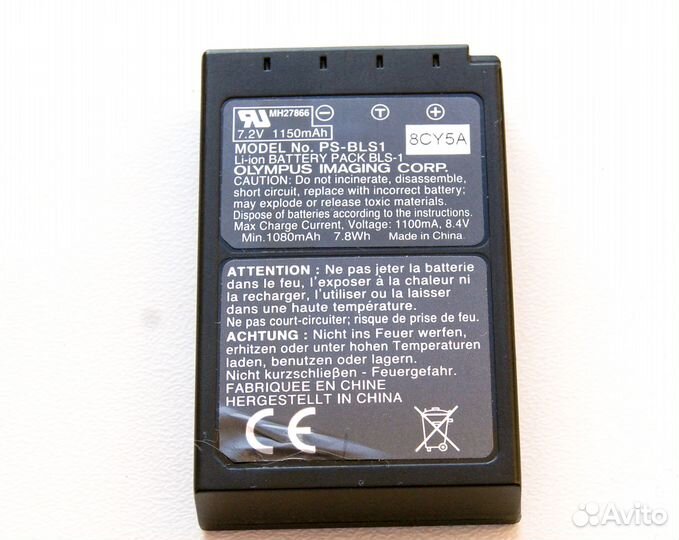 MH27866
7.2V 1150mAh
8CY5A
MODEL No. PS-BLS1
Li-ion BATTERY PACK BLS-1
OLYMPUS IMAGING CORP.
CAUTION: Do not incinerate, disassemble,
short circuit, replace with incorrect battery;
may explode or release toxic materials.
Dispose of batteries according to the instructions.
Max Charge Current, Voltage: 1100mA, 8.4V
Min.1080mAh 7.8Wh Made in China.
ATTENTION : Ne pas jeter la batterie
dans le feu, l'exposer à la chaleur ni
la recharger, l'utiliser ou la laisser
dans une haute température.
Ne pas court-circuiter; risque de prise de feu.
ACHTUNG : Nicht ins Feuer werfen,
erhitzen oder unter hohen Temperaturen
laden, benutzen oder lagern.
Nicht kurzschließen - Feuergefahr.
FABRIQUEE EN CHINE
HERGESTELLT IN CHINA
CE
Avito